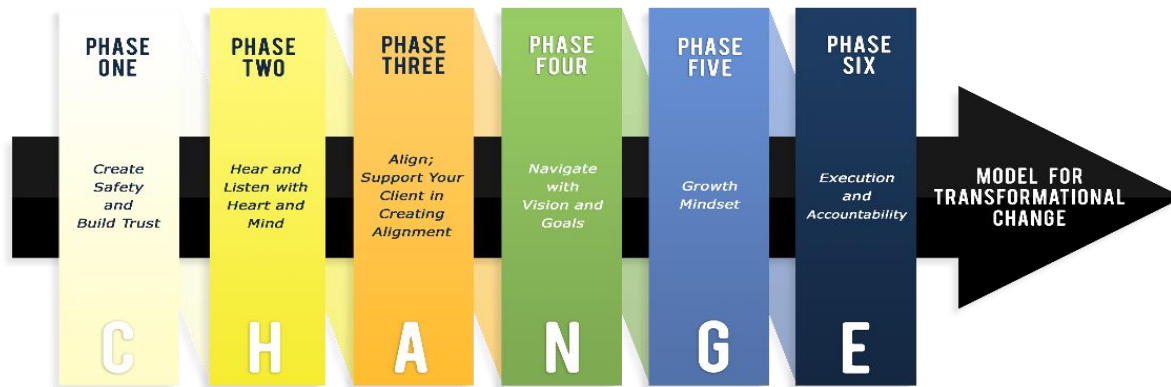 PHASE
ONE
Create
Safety
and
Build Trust
C
PHASE
TWO
Hear and
Listen with
Heart and
Mind
H
PHASE
THREE
Align;
Support Your
Client in
Creating
Alignment
A
PHASE
FOUR
Navigate
with
Vision and
Goals
N
PHASE
FIVE
Growth
Mindset
G
PHASE
SIX
Execution
and
Accountability
E
MODEL FOR
TRANSFORMATIONAL
CHANGE